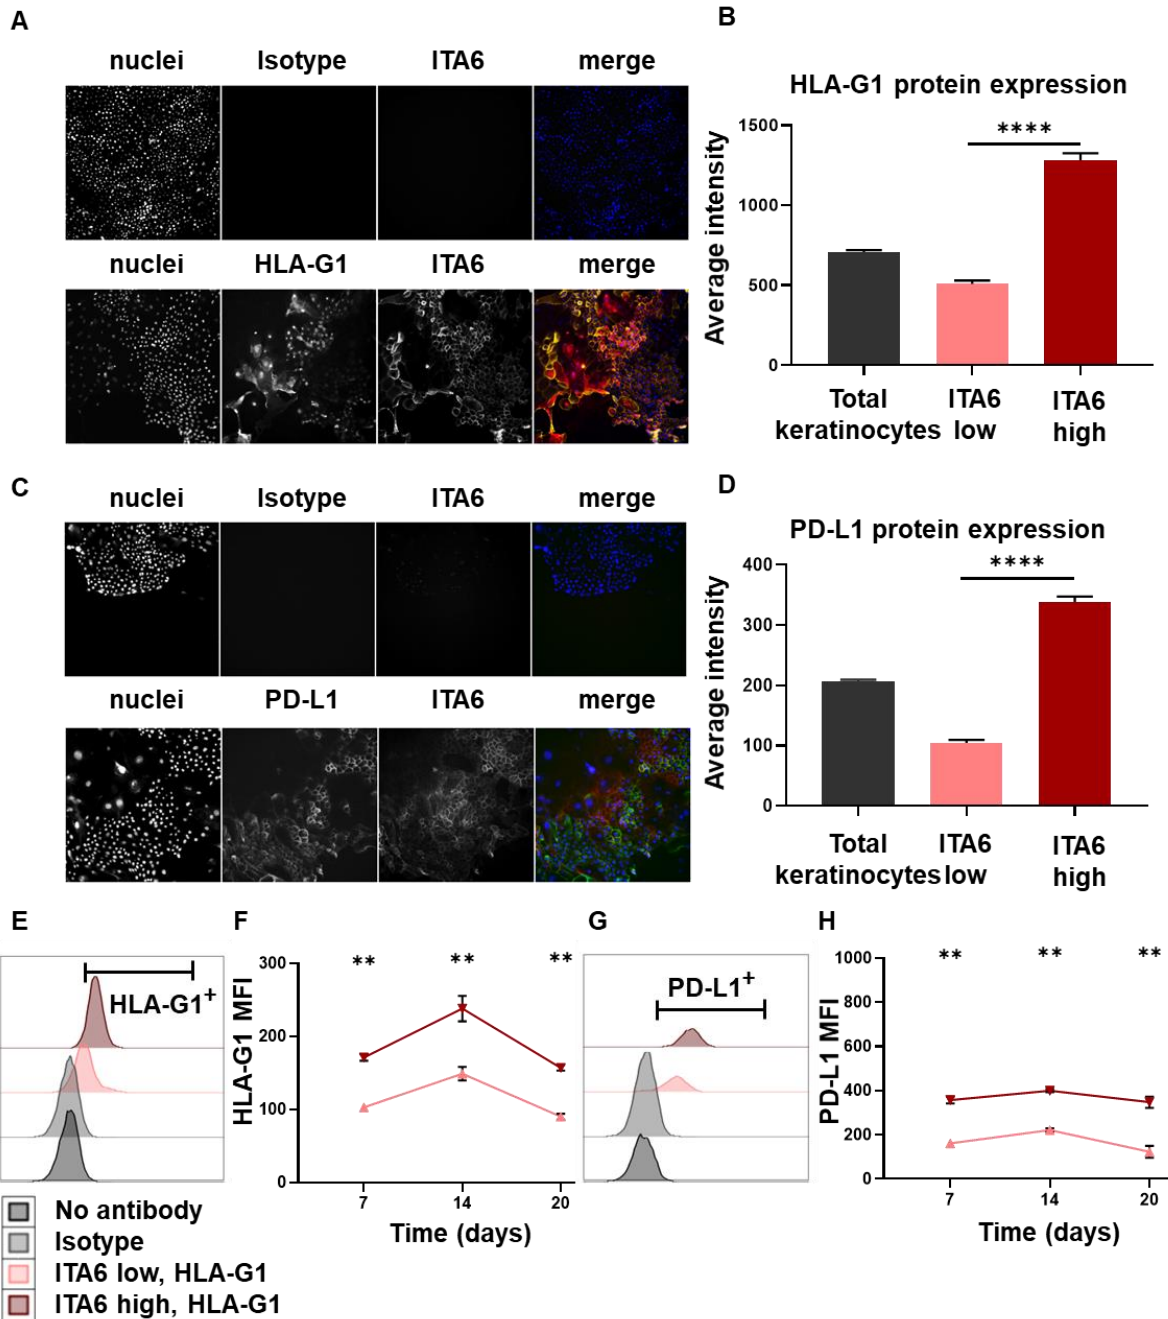 A
nuclei Isotype ITA6 merge
nuclei HLA-G1 ITA6 merge
B
HLA-G1 protein expression
****
Average intensity
1500
1000
500
0
Total keratinocytes
ITA6 low
ITA6 high
C
nuclei Isotype ITA6 merge
nuclei PD-L1 ITA6 merge
D
PD-L1 protein expression
****
Average intensity
400
300
200
100
0
Total keratinocytes
ITA6 low
ITA6 high
E
HLA-G1+
No antibody
Isotype
ITA6 low, HLA-G1
ITA6 high, HLA-G1
F
HLA-G1 MFI
300
200
100
0
** ** **
7 14 20
Time (days)
G
PD-L1+
H
PD-L1 MFI
1000
800
600
400
200
0
** ** **
7 14 20
Time (days)